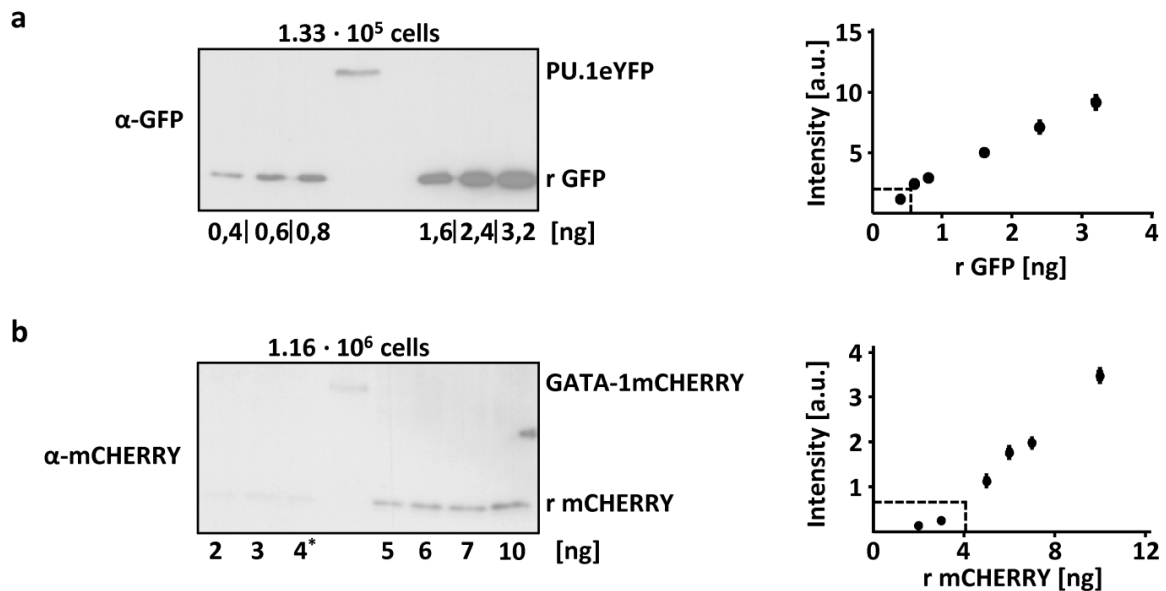 a
1.33 · 10⁵ cells
α-GFP
PU.1eYFP
r GFP
0,4| 0,6|0,8 1,6|2,4|3,2 [ng]
Intensity [a.u.]
15
10
5
0 1 2 3 4
r GFP [ng]
b
1.16 · 10⁶ cells
α-mCHERRY
GATA-1mCHERRY
r mCHERRY
2 3 4* 5 6 7 10 [ng]
Intensity [a.u.]
4
3
2
1
0 4 8 12
r mCHERRY [ng]